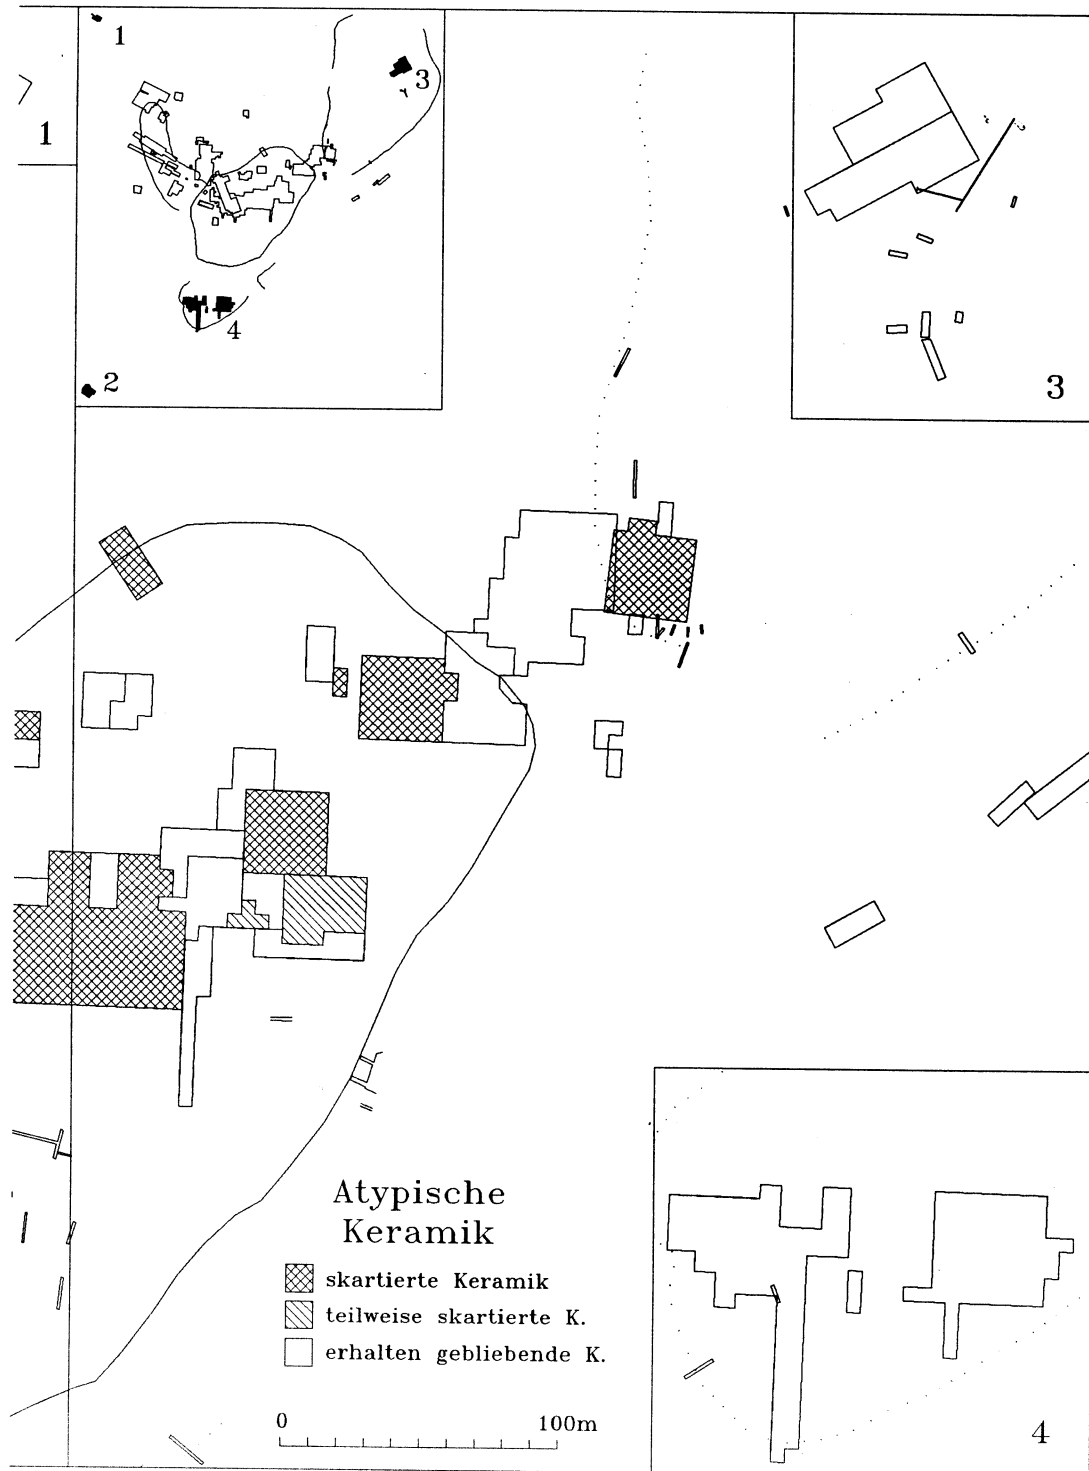 1
3
4
2
1
3
Atypische
Keramik
skartierte Keramik
teilweise skartierte K.
erhalten gebliebende K.
0 100m
4